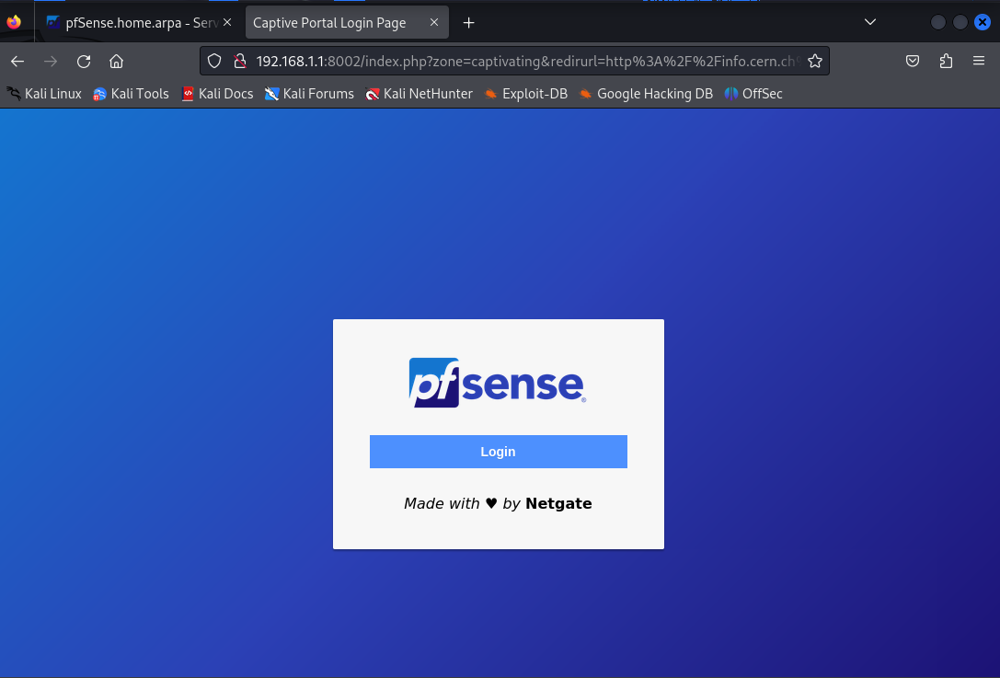 pfSense.home.arpa - Serv
Captive Portal Login Page
192.168.1.1:8002/index.php?zone=captivating&redirurl=http%3A%2F%2Finfo.cern.ch%
Kali Linux Kali Tools Kali Docs Kali Forums Kali NetHunter Exploit-DB Google Hacking DB OffSec
pfsense®
Login
Made with ♥ by Netgate